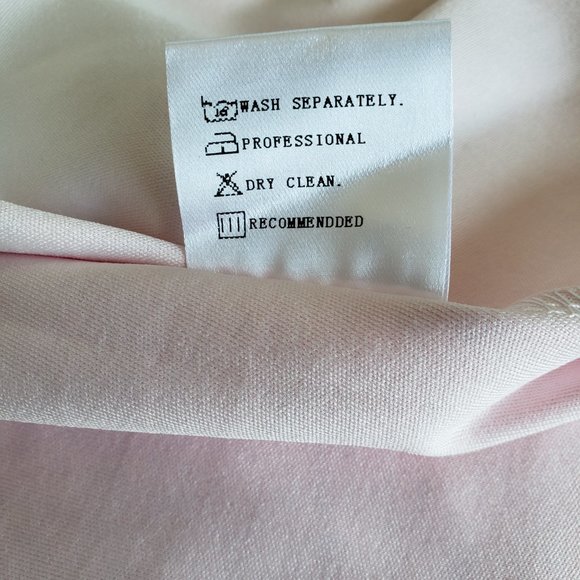 WASH SEPARATELY.
PROFESSIONAL
DRY CLEAN.
RECOMMENDDED